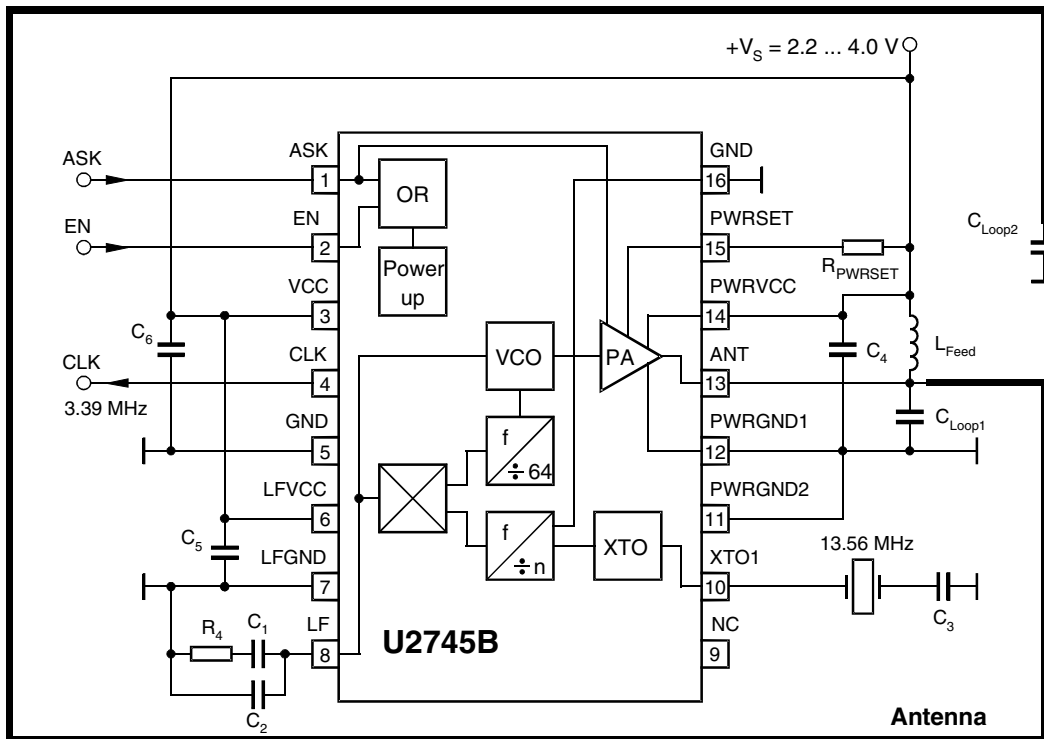 +V_S = 2.2 ... 4.0 V
ASK
EN
CLK
3.39 MHz
C_6
C_5
R_4
C_1
C_2
ASK
1
EN
2
VCC
3
CLK
4
GND
5
LFVCC
6
LFGND
7
LF
8
OR
Power
up
VCO
PA
f
÷ 64
f
÷ n
XTO
U2745B
GND
16
PWRSET
15
PWRVCC
14
ANT
13
PWRGND1
12
PWRGND2
11
XTO1
10
NC
9
R_PWRSET
C_4
L_Feed
C_Loop1
C_Loop2
13.56 MHz
C_3
Antenna